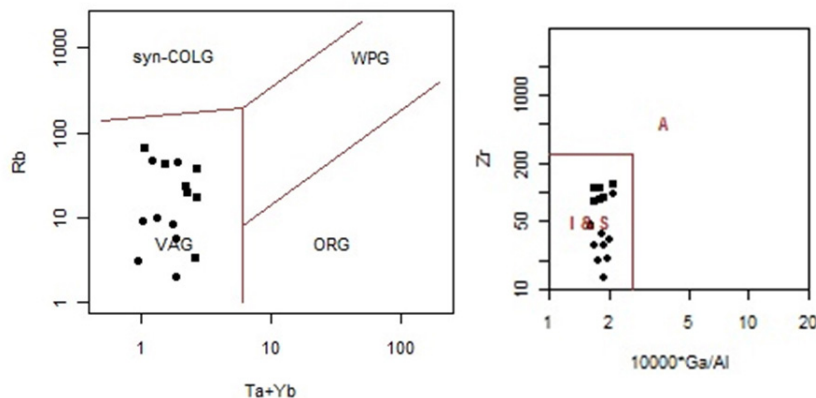 syn-COLG
WPG
VAG
ORG
Rb
1 10 100 1000
1 10 100
Ta+Yb
A
I & S
Zr
10 50 200 1000
1 2 5 10 20
10000*Ga/Al